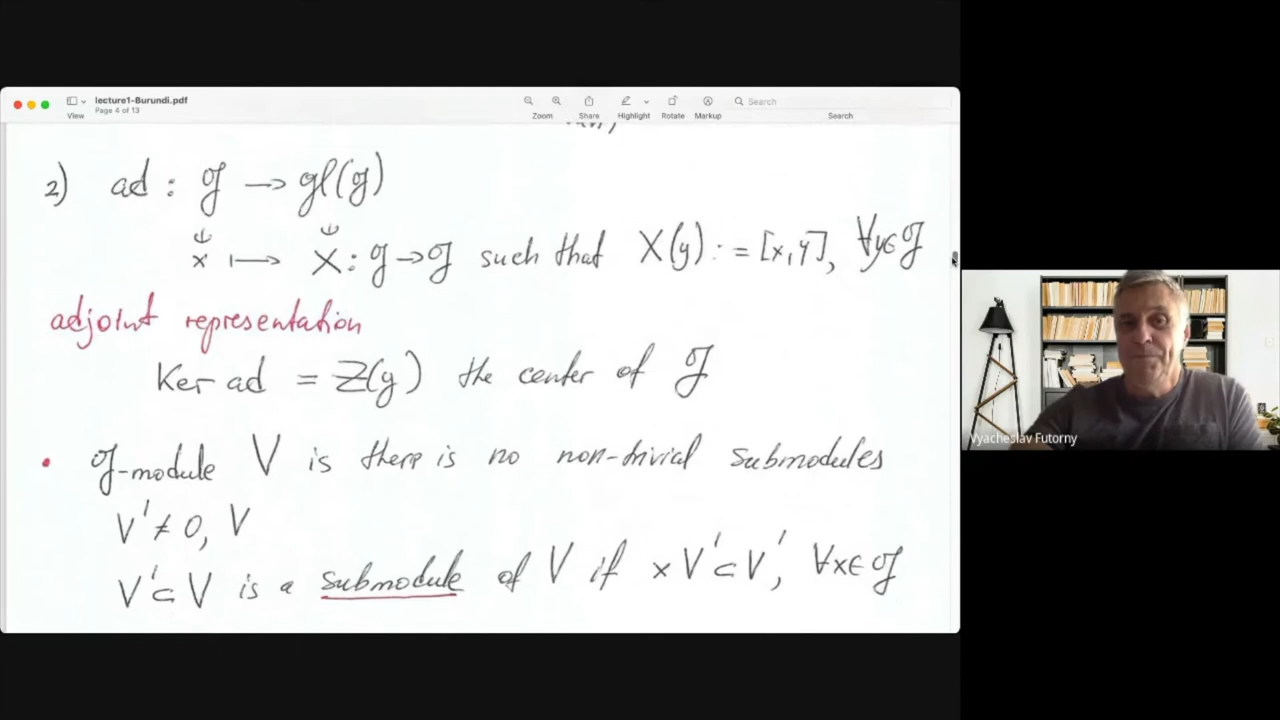 lecture1-Burundi.pdf
Page 4 of 13
View
Zoom
Share
Highlight
Rotate
Markup
Search
Search
2) ad : 𝔤 → gl(𝔤)
x ↦ X : 𝔤 → 𝔤 such that X(y) := [x,y], ∀y∈𝔤
adjoint representation
Ker ad = Z(𝔤) the center of 𝔤
• 𝔤-module V is there is no non-trivial submodules
V' ≠ 0, V
V' ⊂ V is a submodule of V if xV' ⊂ V', ∀x∈𝔤
Vyacheslav Futorny